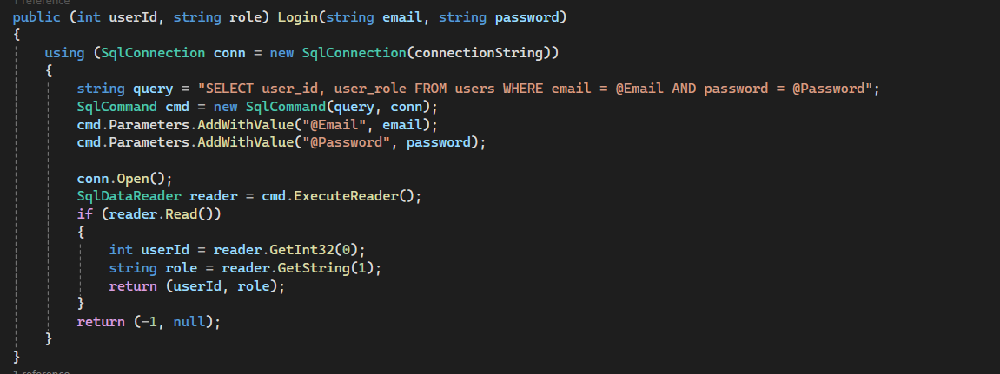 1 reference
public (int userId, string role) Login(string email, string password)
{
using (SqlConnection conn = new SqlConnection(connectionString))
{
string query = "SELECT user_id, user_role FROM users WHERE email = @Email AND password = @Password";
SqlCommand cmd = new SqlCommand(query, conn);
cmd.Parameters.AddWithValue("@Email", email);
cmd.Parameters.AddWithValue("@Password", password);
conn.Open();
SqlDataReader reader = cmd.ExecuteReader();
if (reader.Read())
{
int userId = reader.GetInt32(0);
string role = reader.GetString(1);
return (userId, role);
}
return (-1, null);
}
}
1 reference